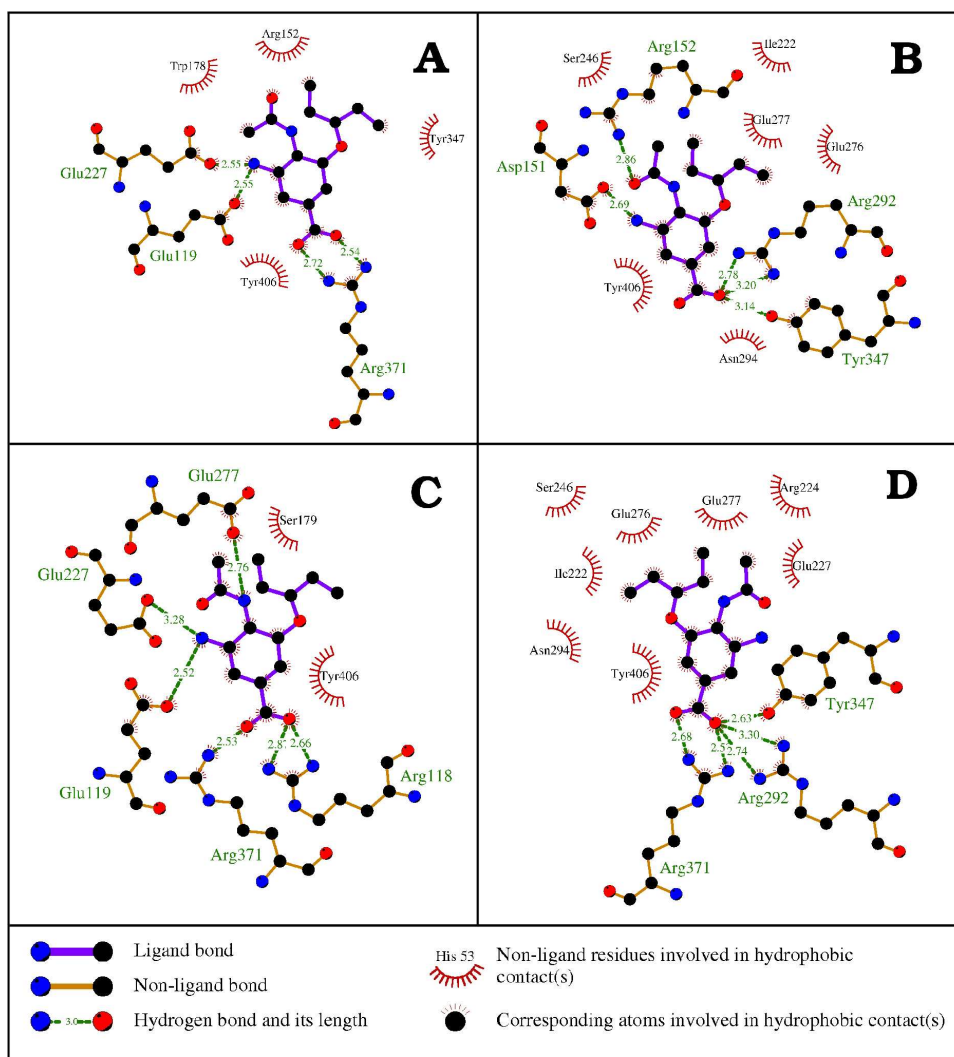 A
Arg152
Trp178
Tyr347
Glu227
2.55
2.55
Glu119
2.54
2.72
Tyr406
Arg371
B
Arg152
Ile222
Ser246
Glu277
Glu276
2.86
Asp151
2.69
Arg292
2.78
3.20
Tyr406
3.14
Asn294
Tyr347
C
Glu277
Ser179
Glu227
2.76
3.28
Tyr406
2.52
2.53
2.66
Glu119
Arg118
Arg371
D
Ser246
Arg224
Glu276
Glu277
Ile222
Glu227
Asn294
Tyr406
Tyr347
2.63
2.68
3.30
2.74
Arg292
Arg371
Ligand bond
Non-ligand bond
3.0
Hydrogen bond and its length
His 53
Non-ligand residues involved in hydrophobic
contact(s)
Corresponding atoms involved in hydrophobic contact(s)